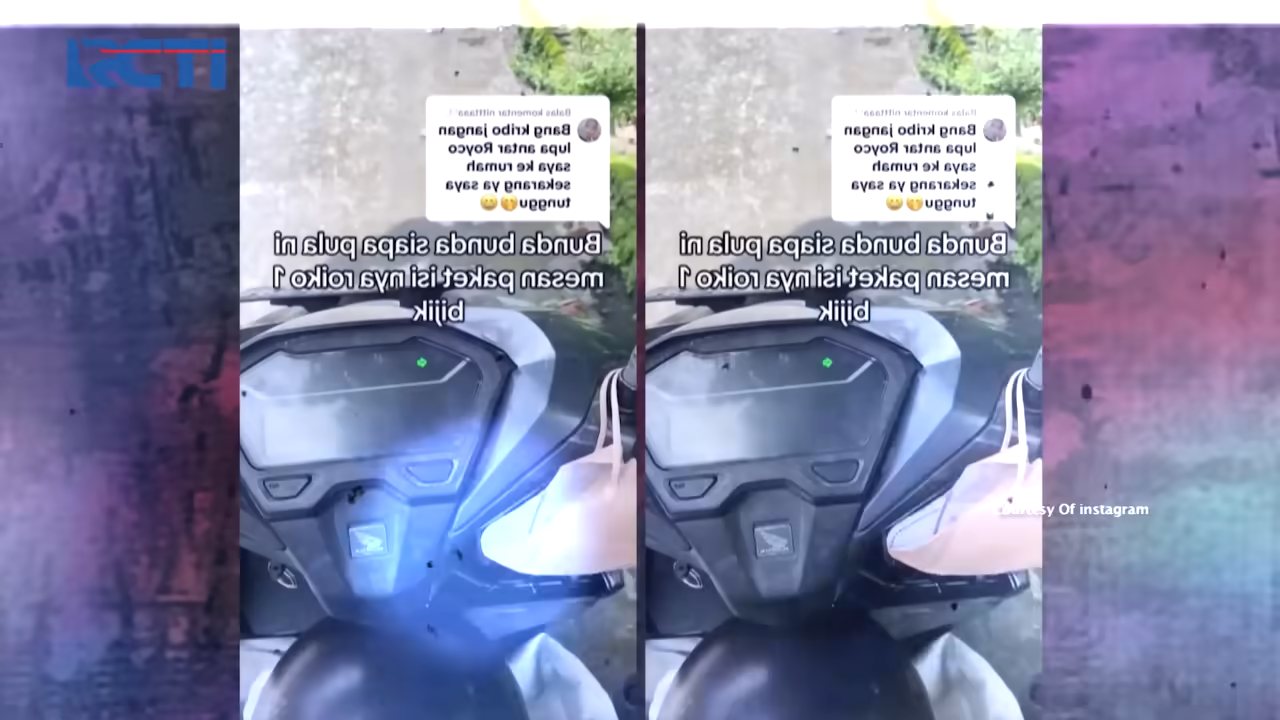 RCTI
Balas komentar nitttaaa
Bang kribo jangan
lupa antar Royco
saya ke rumah
sekarang ya saya
tunggu🤭😀
Bunda bunda siapa pula ni
mesan paket isi nya roiko 1
bijik
Balas komentar nitttaaa
Bang kribo jangan
lupa antar Royco
saya ke rumah
sekarang ya saya
tunggu🤭😀
Bunda bunda siapa pula ni
mesan paket isi nya roiko 1
bijik
Courtesy Of instagram